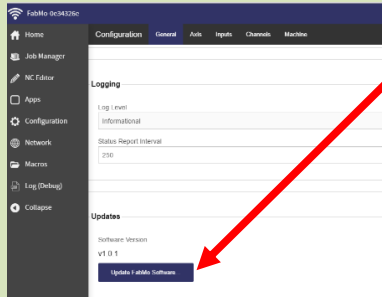 FabMo 0e34326e
Configuration General Axis Inputs Channels Machine
Home
Job Manager
NC Editor
Apps
Configuration
Network
Macros
Log (Debug)
Collapse
Logging
Log Level
Informational
Status Report Interval
250
Updates
Software Version
v1.0.1
Update FabMo Software